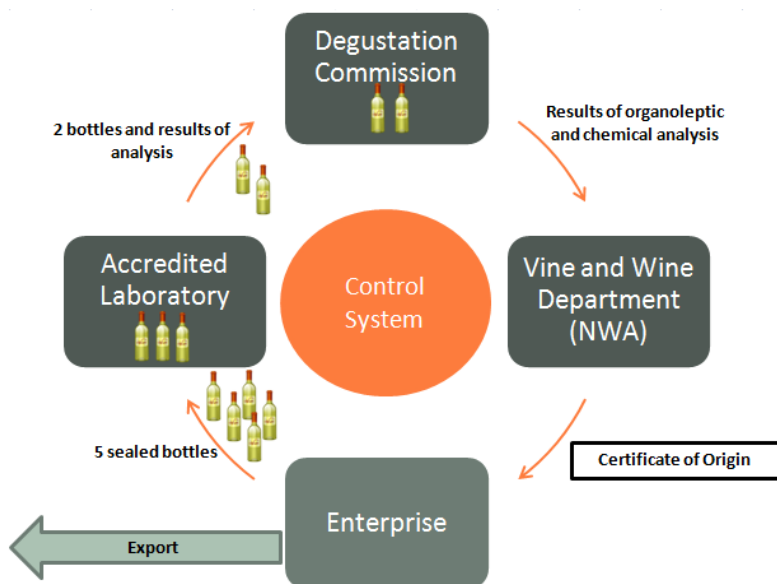 Degustation
Commission
2 bottles and results of
analysis
Results of organoleptic
and chemical analysis
Accredited
Laboratory
Control
System
Vine and Wine
Department
(NWA)
5 sealed bottles
Certificate of Origin
Enterprise
Export